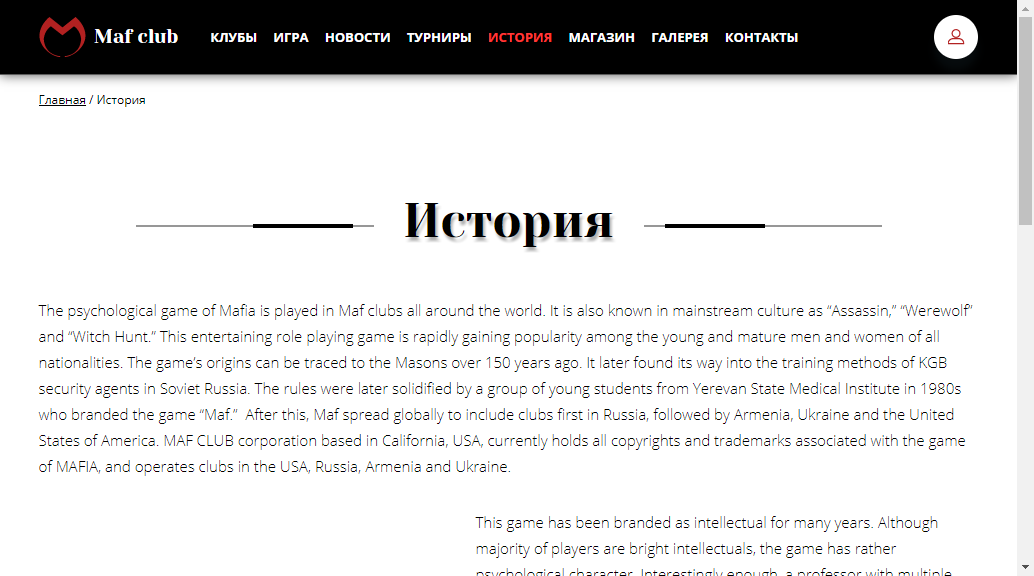 Maf club
КЛУБЫ ИГРА НОВОСТИ ТУРНИРЫ ИСТОРИЯ МАГАЗИН ГАЛЕРЕЯ КОНТАКТЫ
Главная / История
История
The psychological game of Mafia is played in Maf clubs all around the world. It is also known in mainstream culture as “Assassin,” “Werewolf”
and “Witch Hunt.” This entertaining role playing game is rapidly gaining popularity among the young and mature men and women of all
nationalities. The game’s origins can be traced to the Masons over 150 years ago. It later found its way into the training methods of KGB
security agents in Soviet Russia. The rules were later solidified by a group of young students from Yerevan State Medical Institute in 1980s
who branded the game “Maf.”  After this, Maf spread globally to include clubs first in Russia, followed by Armenia, Ukraine and the United
States of America. MAF CLUB corporation based in California, USA, currently holds all copyrights and trademarks associated with the game
of MAFIA, and operates clubs in the USA, Russia, Armenia and Ukraine.
This game has been branded as intellectual for many years. Although
majority of players are bright intellectuals, the game has rather
psychological character. Interestingly enough, a professor with multiple